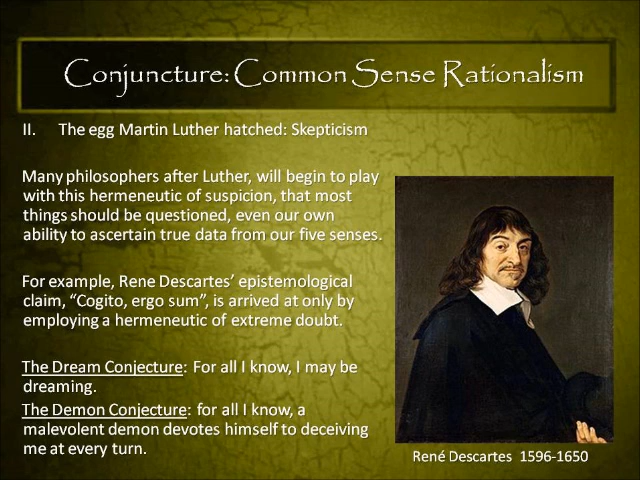 Conjuncture: Common Sense Rationalism
II. The egg Martin Luther hatched: Skepticism
Many philosophers after Luther, will begin to play
with this hermeneutic of suspicion, that most
things should be questioned, even our own
ability to ascertain true data from our five senses.
For example, Rene Descartes’ epistemological
claim, “Cogito, ergo sum”, is arrived at only by
employing a hermeneutic of extreme doubt.
The Dream Conjecture: For all I know, I may be
dreaming.
The Demon Conjecture: for all I know, a
malevolent demon devotes himself to deceiving
me at every turn.
René Descartes 1596-1650